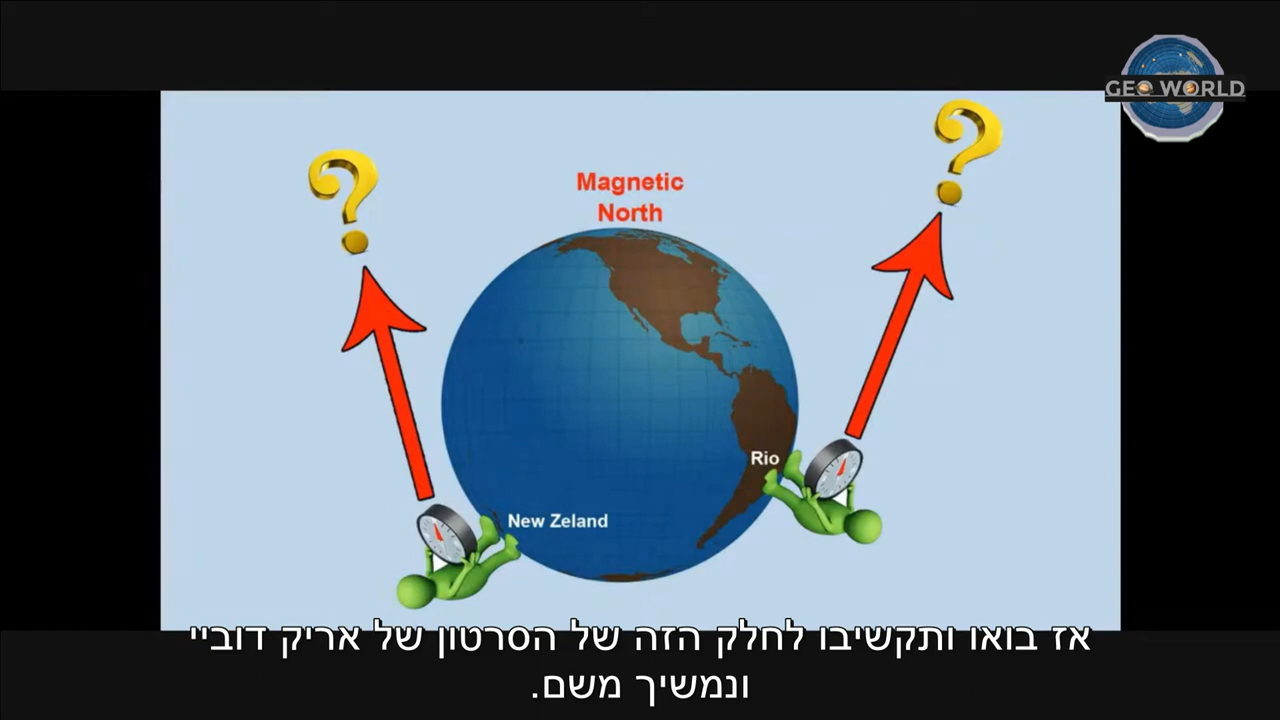 GEO WORLD
Magnetic
North
Rio
New Zeland
אז בואו ותקשיבו לחלק הזה של הסרטון של אריק דוביי
ונמשיך משם.